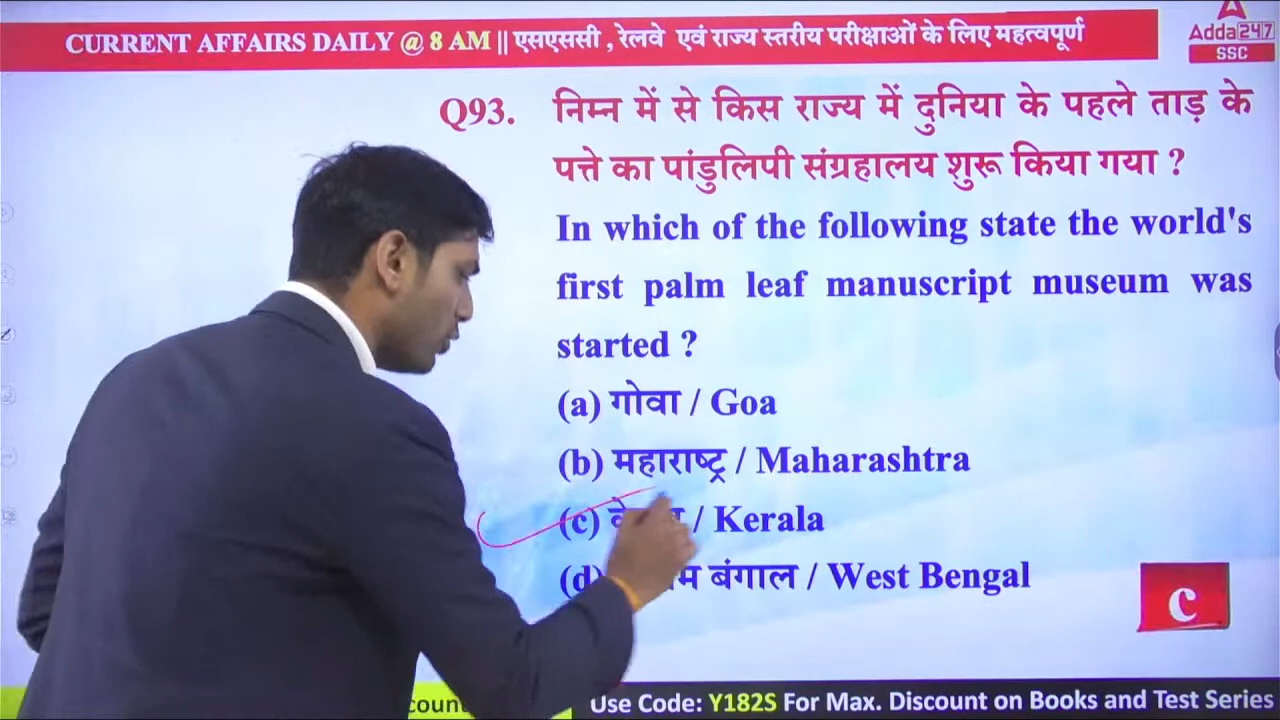 CURRENT AFFAIRS DAILY @ 8 AM || एसएससी , रेलवे एवं राज्य स्तरीय परीक्षाओं के लिए महत्वपूर्ण
Adda247
SSC
Q93. निम्न में से किस राज्य में दुनिया के पहले ताड़ के
पत्ते का पांडुलिपी संग्रहालय शुरू किया गया ?
In which of the following state the world's
first palm leaf manuscript museum was
started ?
(a) गोवा / Goa
(b) महाराष्ट्र / Maharashtra
(c) / Kerala
(d) बंगाल / West Bengal
c
Use Code: Y182S For Max. Discount on Books and Test Series